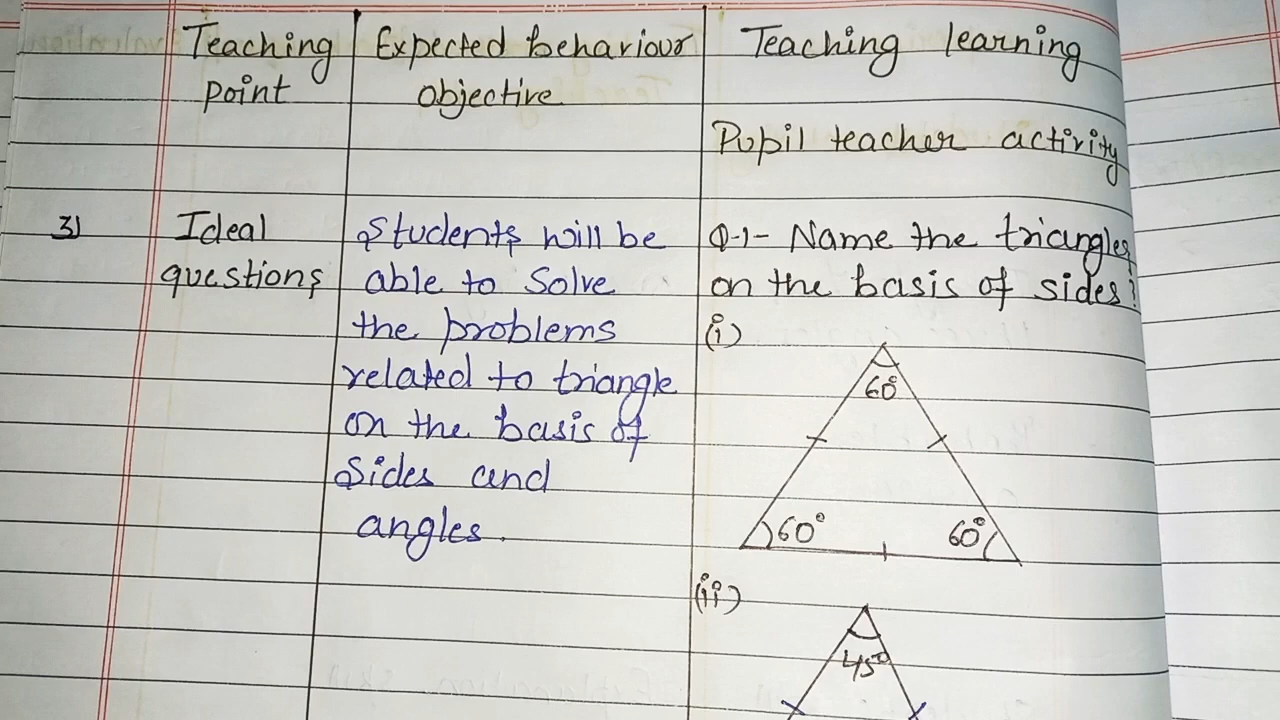 Teaching point
Expected behaviour objective
Teaching learning
Pupil teacher activity
3)
Ideal
questions
Students will be
able to Solve
the problems
related to triangle
on the basis of
Sides and
angles.
Q-1- Name the triangles
on the basis of sides?
(i)
60°
60°
60°
(ii)
45°